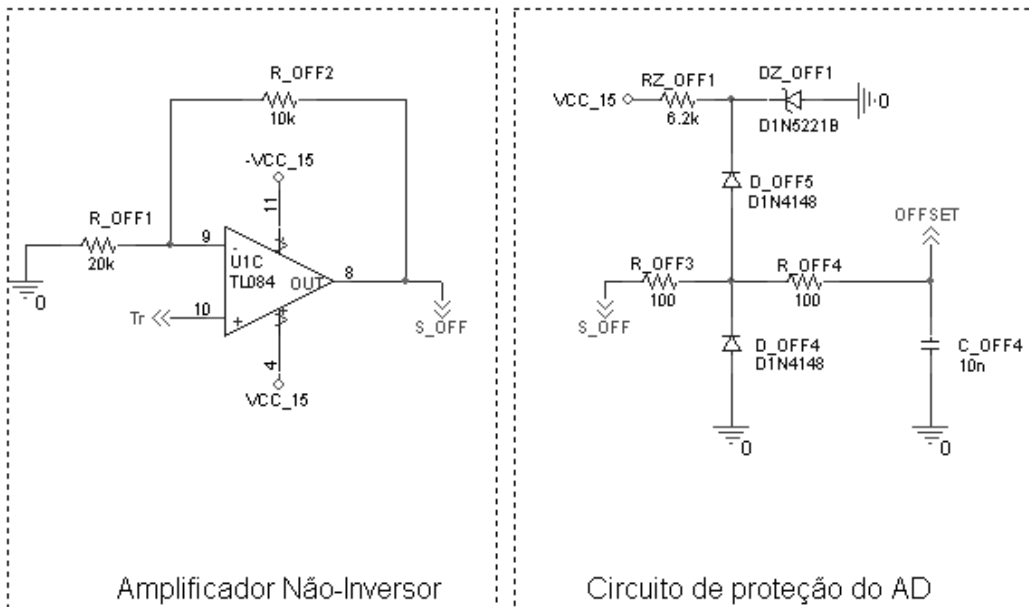 R_OFF2
10k
-VCC_15
11
R_OFF1
20k
9
-
U1C
TL084
OUT
8
0
Tr
10
+
S_OFF
4
VCC_15
Amplificador Não-Inversor
RZ_OFF1
DZ_OFF1
VCC_15
6.2k
D1N5221B
0
D_OFF5
D1N4148
OFFSET
R_OFF3
R_OFF4
100
100
S_OFF
D_OFF4
D1N4148
C_OFF4
10n
0
0
Circuito de proteção do AD